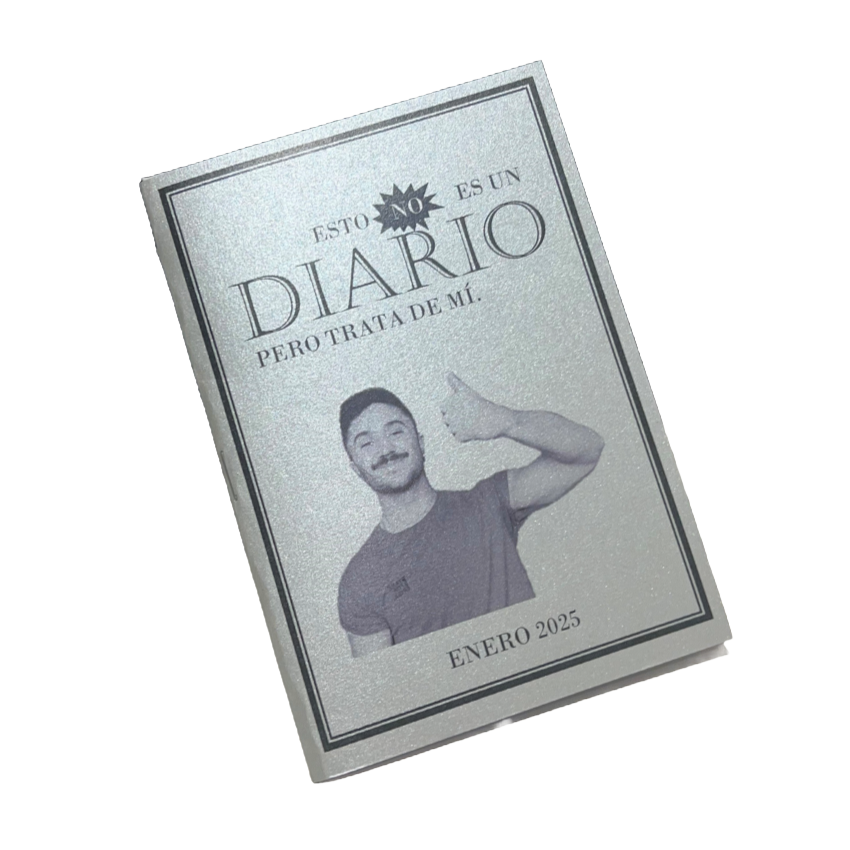 ESTO NO ES UN
DIARIO
PERO TRATA DE MÍ.
ENERO 2025